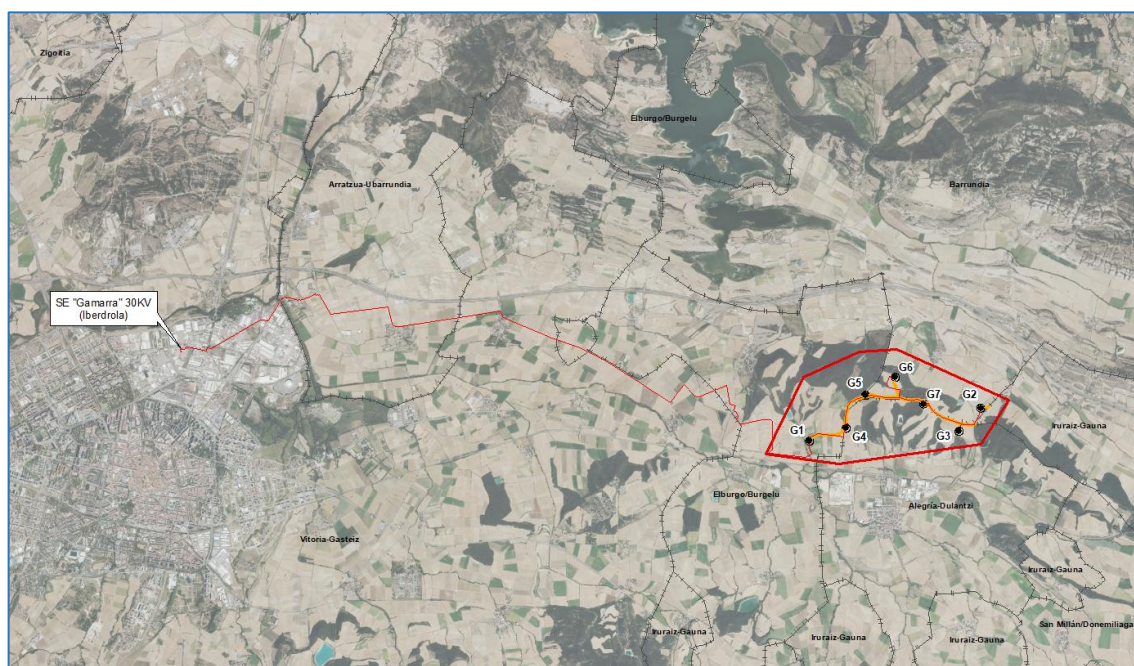 Zigoitia
Elburgo/Burgelu
Arratzua-Ubarrundia
Barrundia
SE "Gamarra" 30KV
(Iberdrola)
G6
G5
G7
G2
G1
G4
G3
Iruraiz-Gauna
Elburgo/Burgelu
Alegría-Dulantzi
Vitoria-Gasteiz
Iruraiz-Gauna
San Millán/Donemiliaga
Iruraiz-Gauna
Iruraiz-Gauna
Iruraiz-Gauna